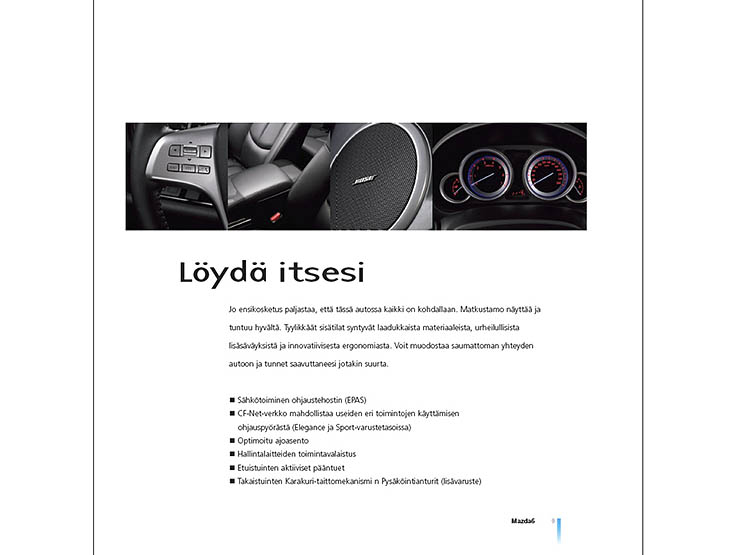 BOSE
Löydä itsesi
Jo ensikosketus paljastaa, että tässä autossa kaikki on kohdallaan. Matkustamo näyttää ja
tuntuu hyvältä. Tyylikkäät sisätilat syntyvät laadukkaista materiaaleista, urheilullisista
lisäsäväyksistä ja innovatiivisesta ergonomiasta. Voit muodostaa saumattoman yhteyden
autoon ja tunnet saavuttaneesi jotakin suurta.
■ Sähkötoiminen ohjaustehostin (EPAS)
■ CF-Net-verkko mahdollistaa useiden eri toimintojen käyttämisen
ohjauspyörästä (Elegance ja Sport-varustetasoissa)
■ Optimoitu ajoasento
■ Hallintalaitteiden toimintavalaistus
■ Etuistuinten aktiiviset pääntuet
■ Takaistuinten Karakuri-taittomekanismi n Pysäköintianturit (lisävaruste)
Mazda6 9